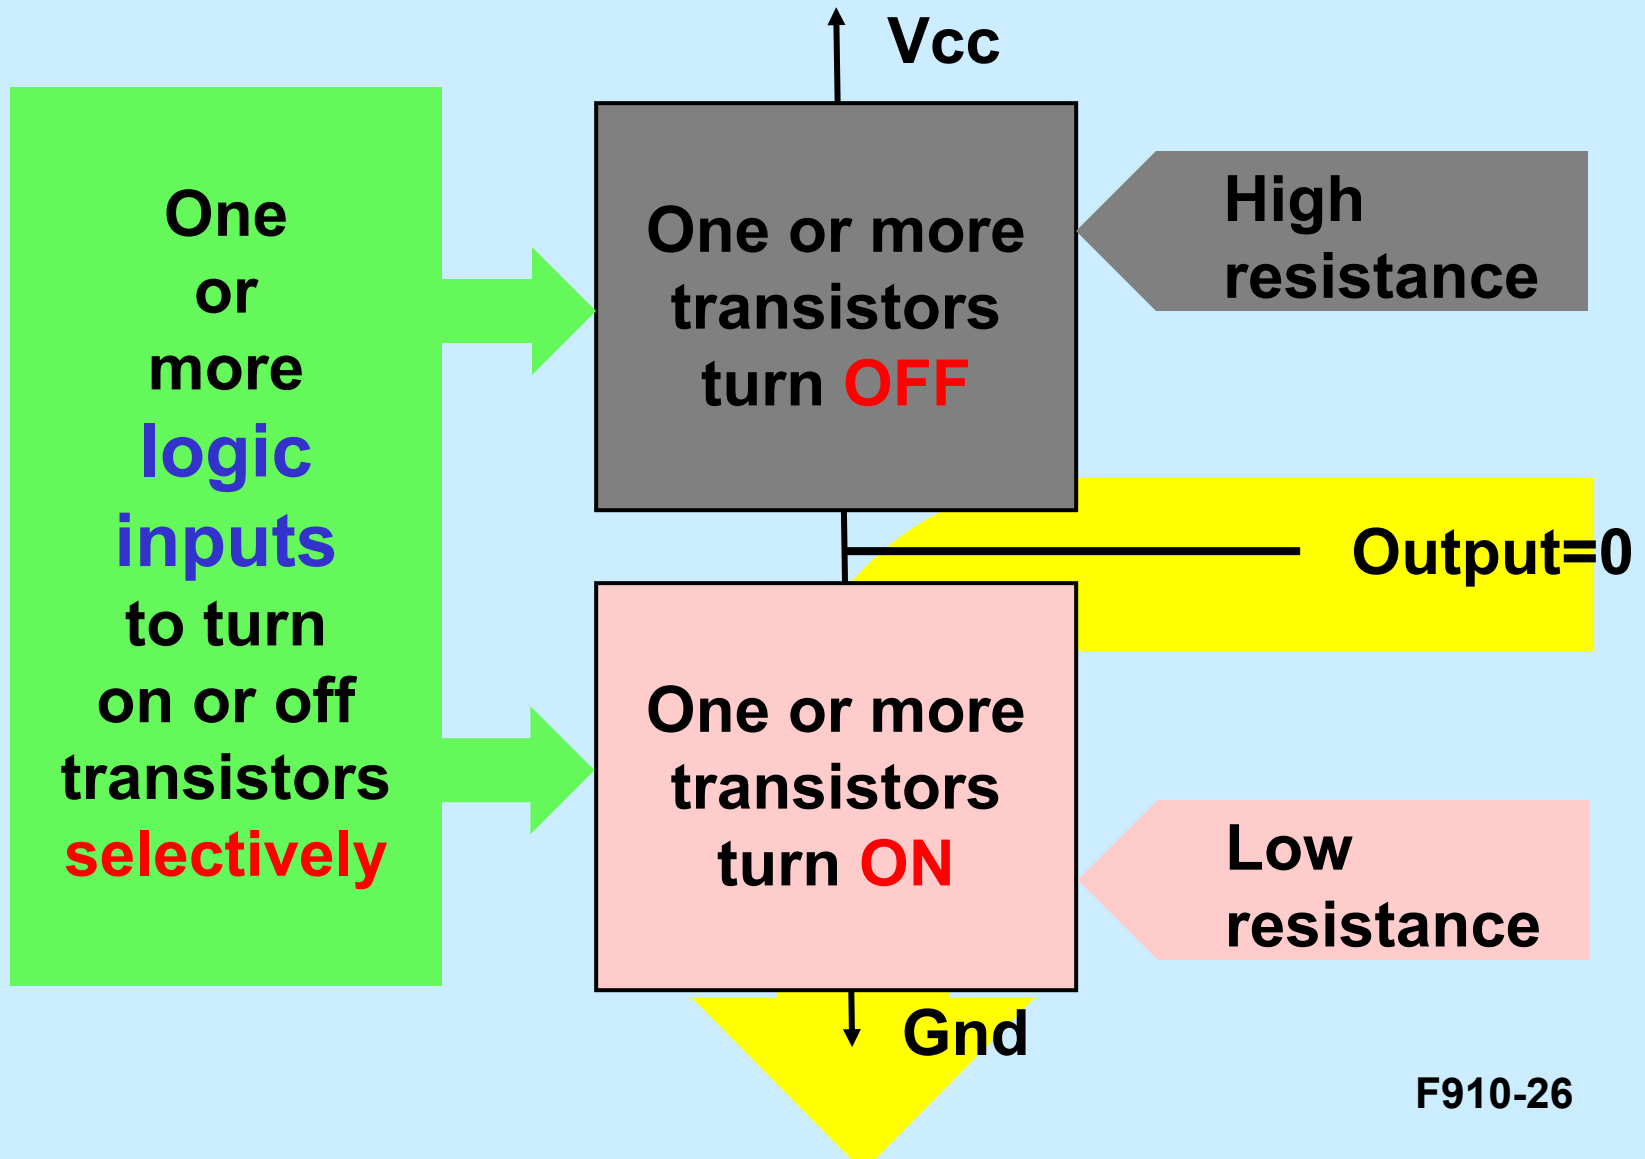 Vcc
One
or
more
logic
inputs
to turn
on or off
transistors
selectively
One or more
transistors
turn OFF
High
resistance
Output=0
One or more
transistors
turn ON
Low
resistance
Gnd
F910-26